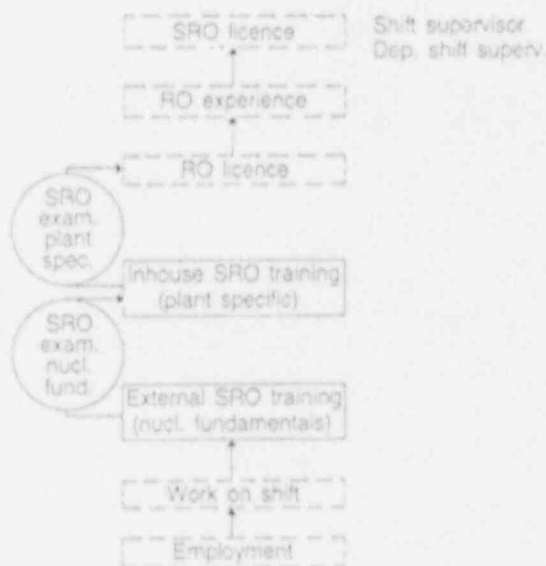 SRO licence
Shift supervisor
Dep. shift superv.
RO experience
RO licence
SRO
exam.
plant
spec.
Inhouse SRO training
(plant specific)
SRO
exam.
nucl.
fund.
External SRO training
(nucl. fundamentals)
Work on shift
Employment